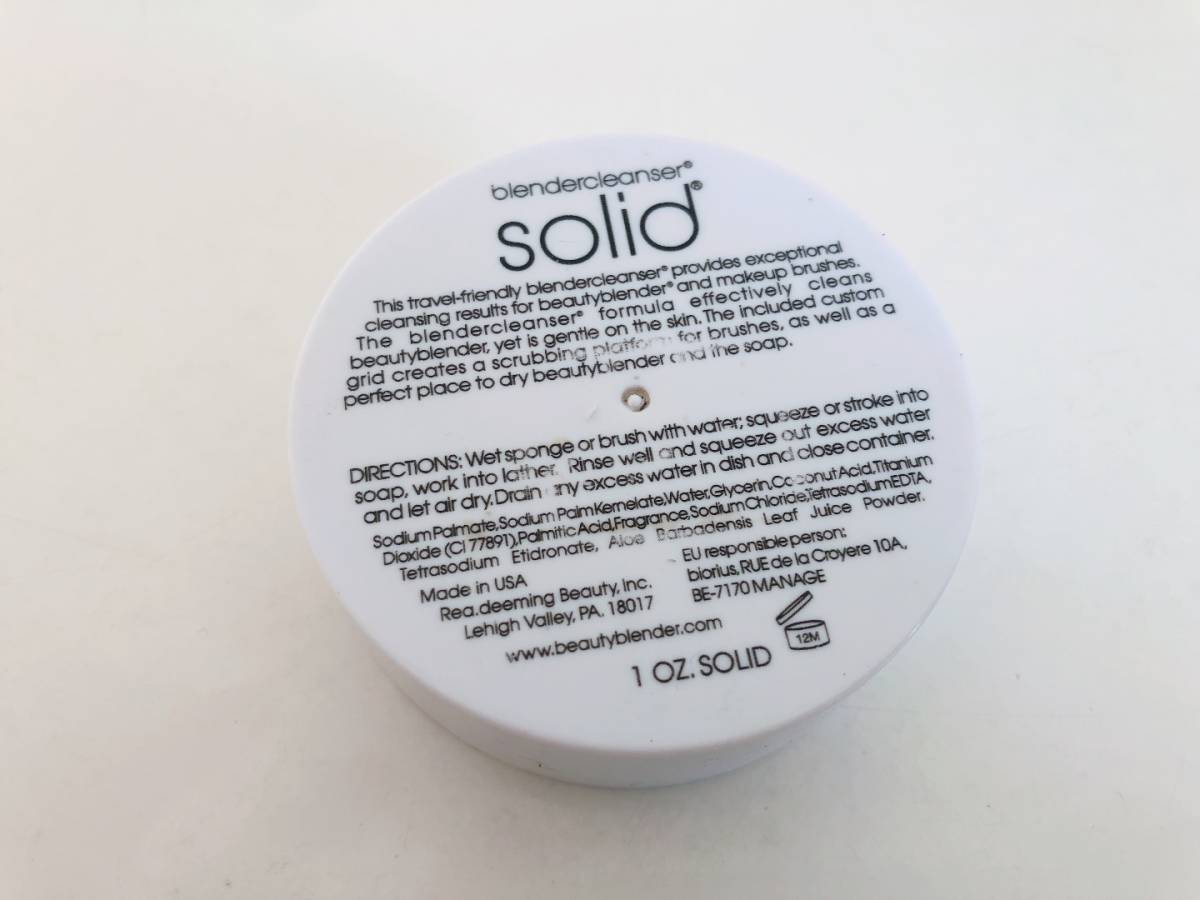 blendercleanser®
solid®
This travel-friendly blendercleanser® provides exceptional
cleansing results for beautyblender® and makeup brushes.
The blendercleanser® formula effectively cleans
beautyblender, yet is gentle on the skin. The included custom
grid creates a scrubbing platform for brushes, as well as a
perfect place to dry beautyblender and the soap.
DIRECTIONS: Wet sponge or brush with water; squeeze or stroke into
soap, work into lather. Rinse well and squeeze out excess water
and let air dry. Drain any excess water in dish and close container.
Sodium Palmate, Sodium Palm Kernelate, Water, Glycerin, Coconut Acid, Titanium
Dioxide (CI 77891), Palmitic Acid, Fragrance, Sodium Chloride, Tetrasodium EDTA,
Tetrasodium Etidronate, Aloe Barbadensis Leaf Juice Powder.
Made in USA
Rea.deeming Beauty, Inc.
Lehigh Valley, PA. 18017
EU responsible person:
biorius, RUE de la Croyere 10A,
BE-7170 MANAGE
www.beautyblender.com
12M
1 OZ. SOLID